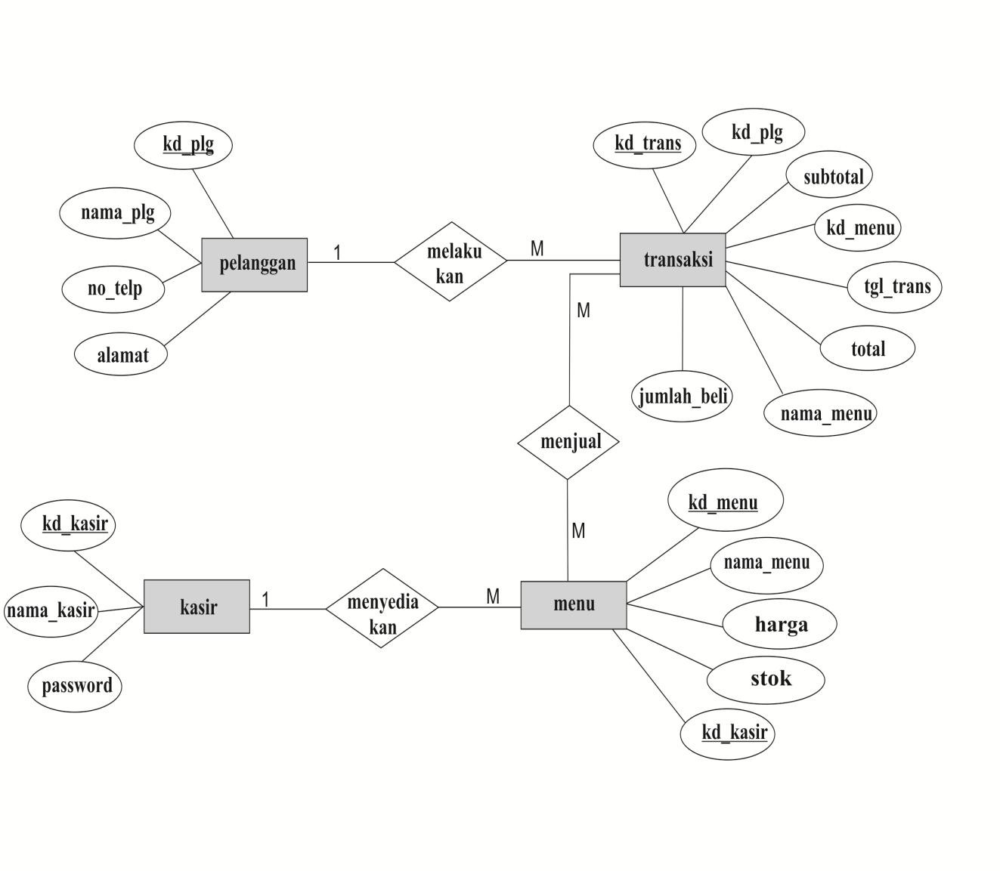 kd_plg
nama_plg
no_telp
alamat
pelanggan
1
melaku
kan
M
transaksi
kd_trans
kd_plg
subtotal
kd_menu
tgl_trans
total
nama_menu
jumlah_beli
M
menjual
M
kd_kasir
nama_kasir
password
kasir
1
menyedia
kan
M
menu
kd_menu
nama_menu
harga
stok
kd_kasir